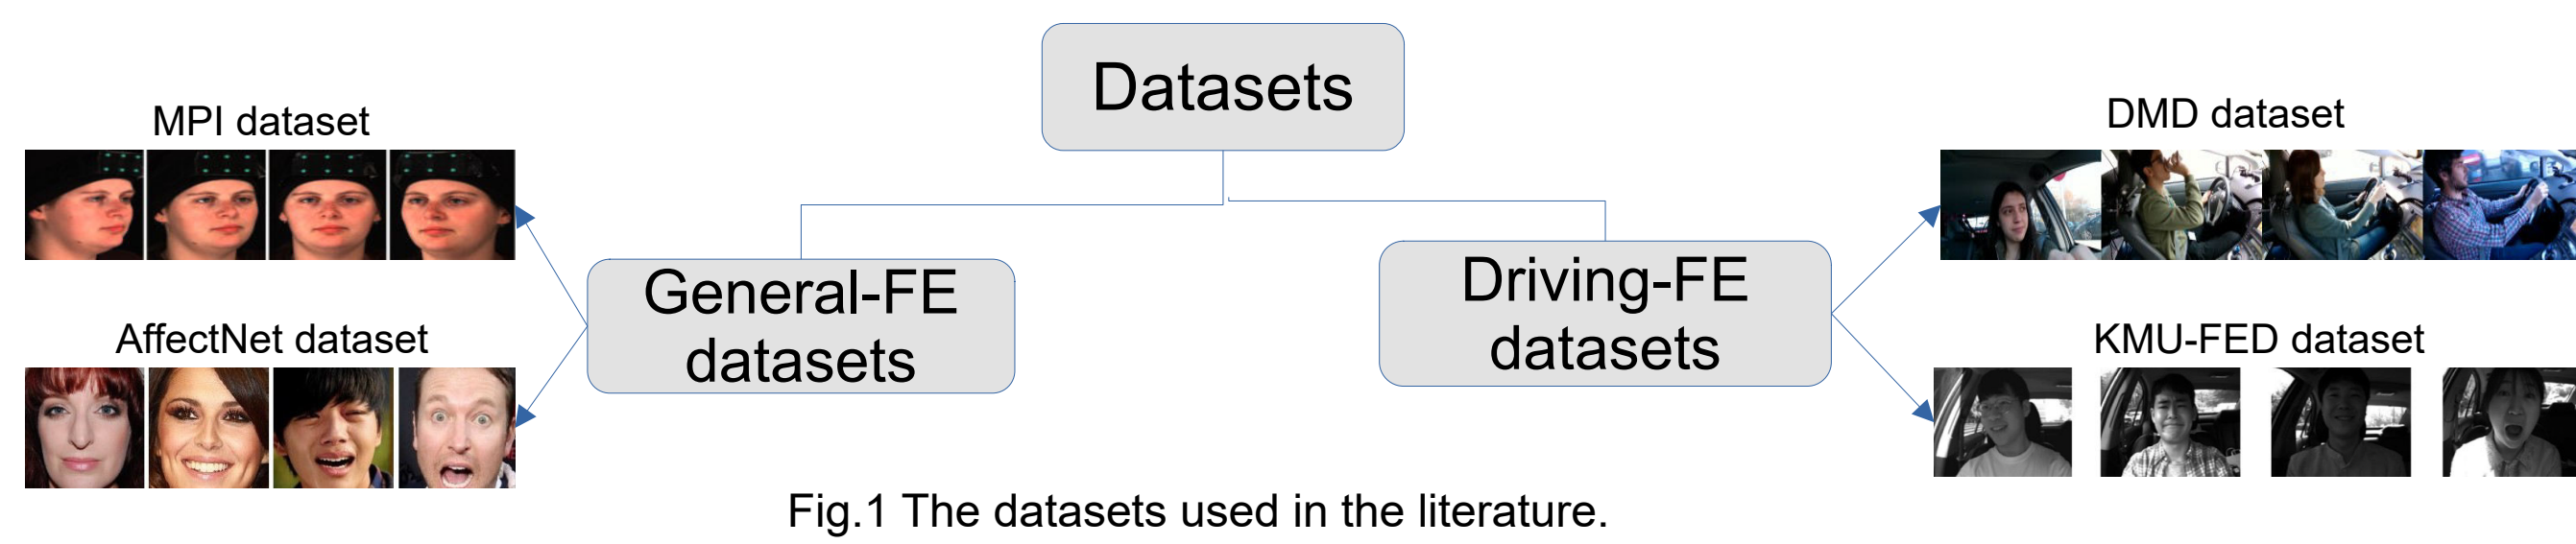 Datasets
MPI dataset
DMD dataset
General-FE
datasets
Driving-FE
datasets
AffectNet dataset
KMU-FED dataset
Fig.1 The datasets used in the literature.